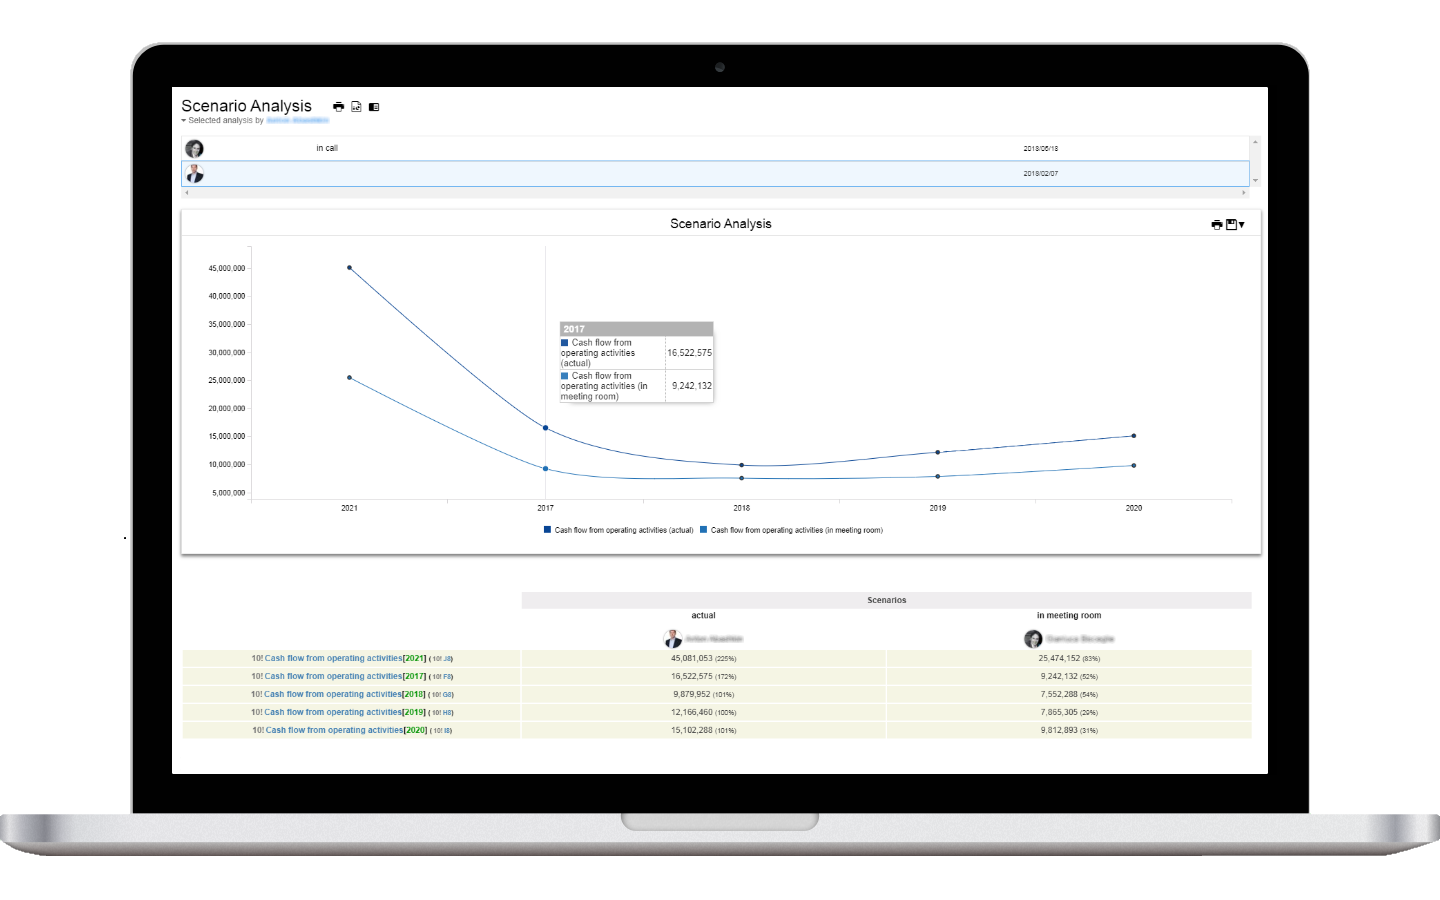 Scenario Analysis
Selected analysis by
in call 2018/06/18
2018/02/07
Scenario Analysis
45,000,000
40,000,000
35,000,000
30,000,000
25,000,000
20,000,000
15,000,000
10,000,000
5,000,000
2017
Cash flow from
operating activities
(actual)
16,522,575
Cash flow from
operating activities (in
meeting room)
9,242,132
2021 2017 2018 2019 2020
Cash flow from operating activities (actual) Cash flow from operating activities (in meeting room)
Scenarios
actual in meeting room
10! Cash flow from operating activities[2021] ( 10! J8) 45,081,053 (225%) 25,474,152 (83%)
10! Cash flow from operating activities[2017] ( 10! F8) 16,522,575 (172%) 9,242,132 (52%)
10! Cash flow from operating activities[2018] ( 10! G8) 9,879,952 (101%) 7,552,288 (54%)
10! Cash flow from operating activities[2019] ( 10! H8) 12,166,460 (100%) 7,865,305 (29%)
10! Cash flow from operating activities[2020] ( 10! I8) 15,102,288 (101%) 9,812,893 (31%)